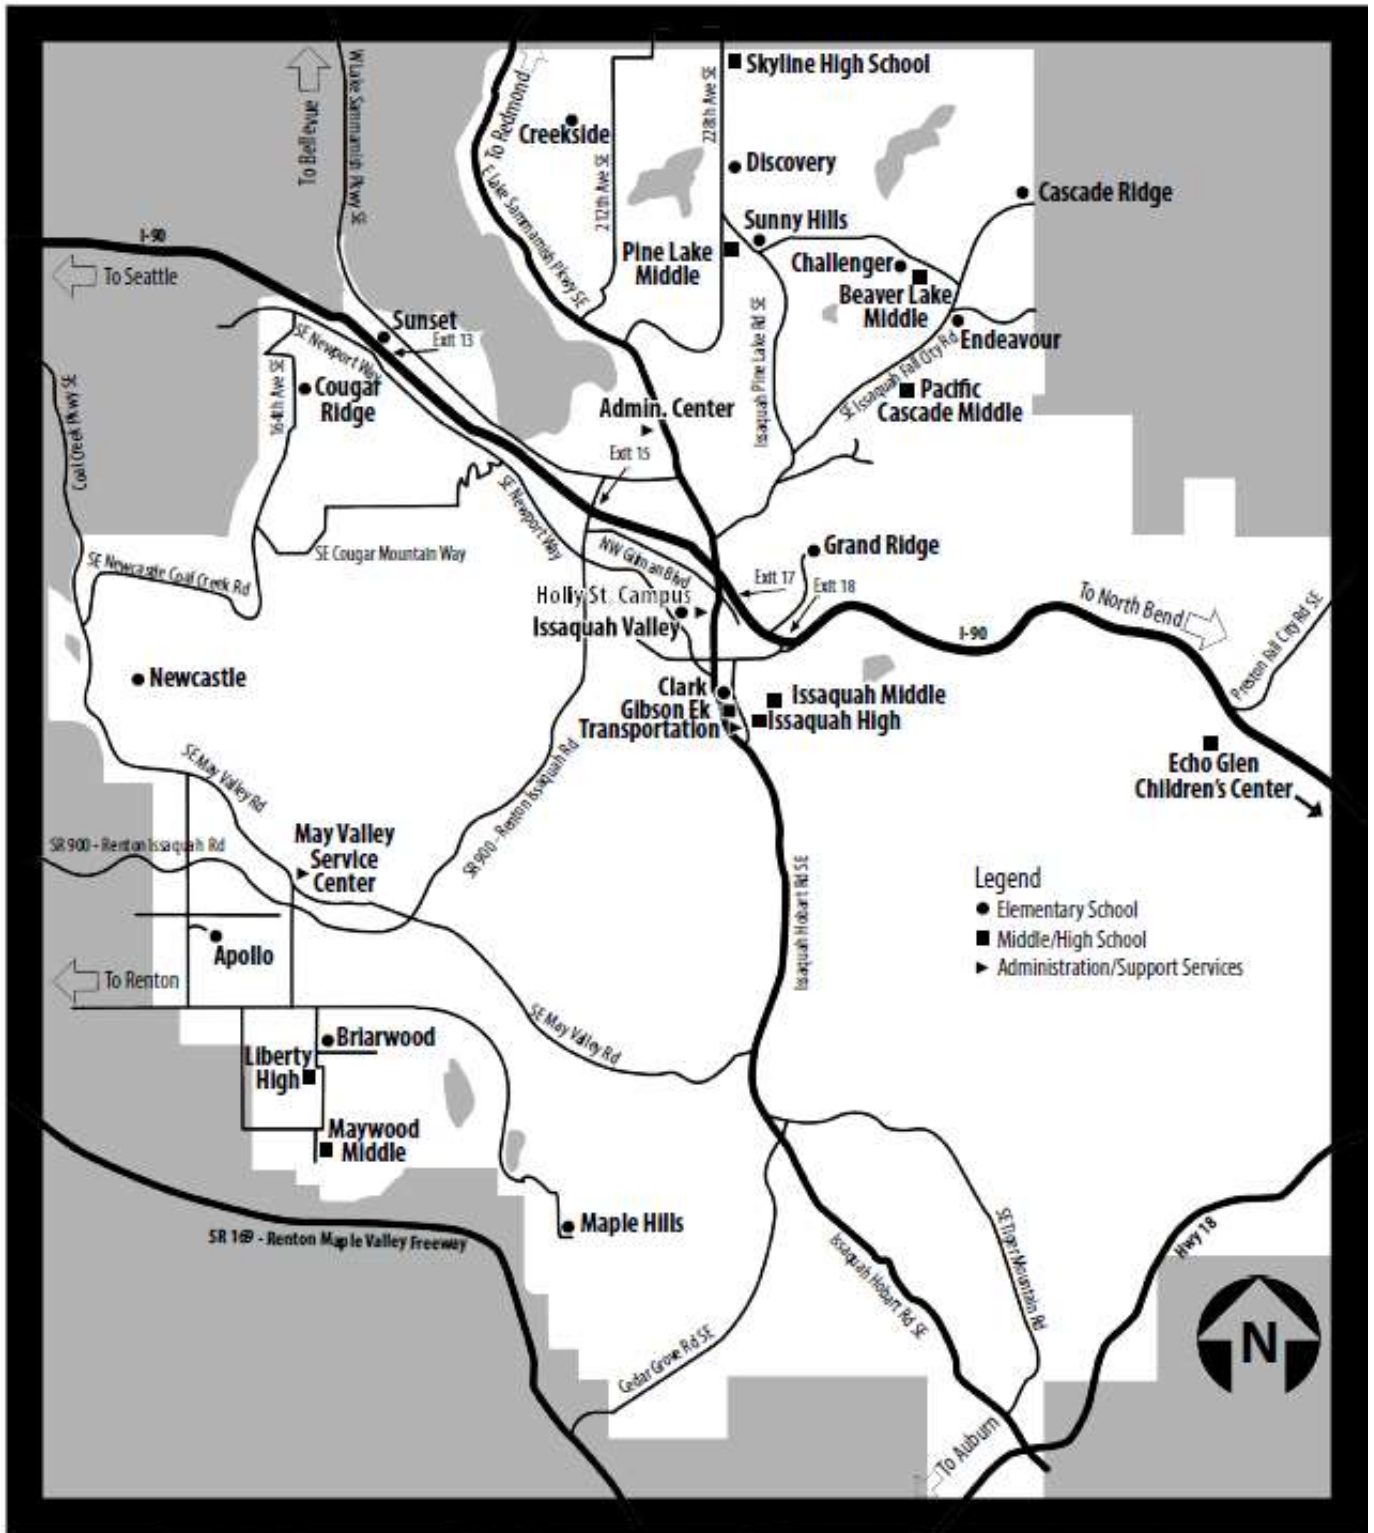 W Lake Sammamish Pkwy SE
To Bellevue
To Redmond
E Lake Sammamish Pkwy SE
Creekside
212th Ave SE
228th Ave SE
Skyline High School
Discovery
Cascade Ridge
Sunny Hills
Pine Lake
Middle
Challenger
Beaver Lake
Middle
Endeavour
I-90
To Seattle
Sunset
Exit 13
SE Newport Way
164th Ave SE
Cougar
Ridge
Coal Creek Pkwy SE
Issaquah Pine Lake Rd SE
SE Issaquah Fall City Rd
Pacific
Cascade Middle
Admin. Center
Exit 15
SE Newport Way
SE Cougar Mountain Way
SE Newcastle Coal Creek Rd
NW Gilman Blvd
Grand Ridge
Exit 17
Exit 18
Holly St. Campus
Issaquah Valley
To North Bend
I-90
Preston Fall City Rd SE
Newcastle
Clark
Gibson Ek
Transportation
Issaquah Middle
Issaquah High
Echo Glen
Children's Center
SE May Valley Rd
SR 900 - Renton Issaquah Rd
SR 900 - Renton Issaquah Rd
May Valley
Service
Center
Issaquah Hobart Rd SE
Legend
Elementary School
Middle/High School
Administration/Support Services
Apollo
To Renton
SE May Valley Rd
Briarwood
Liberty
High
Maywood
Middle
Maple Hills
SR 169 - Renton Maple Valley Freeway
Issaquah Hobart Rd SE
SE Tiger Mountain Rd
Hwy 18
Cedar Grove Rd SE
To Auburn
N